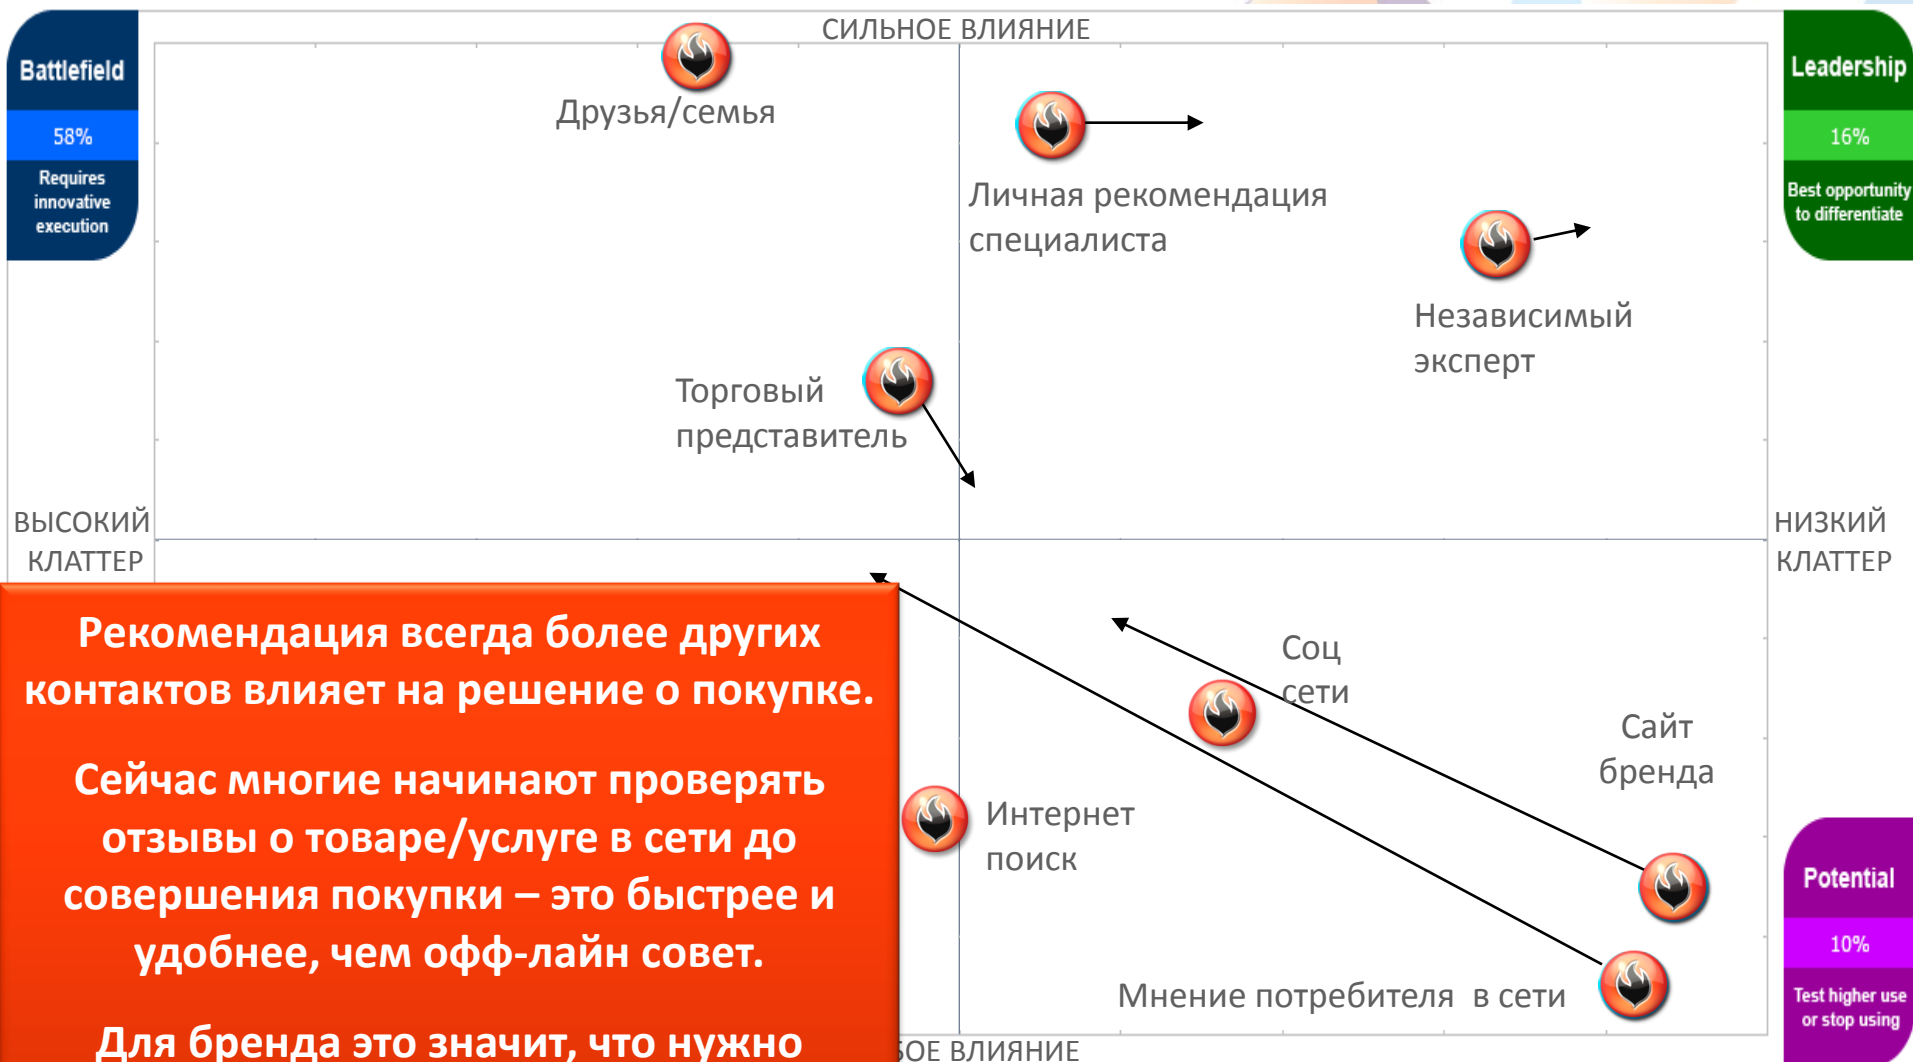 СИЛЬНОЕ ВЛИЯНИЕ
Battlefield
58%
Requires
innovative
execution
Leadership
16%
Best opportunity
to differentiate
Друзья/семья
Личная рекомендация
специалиста
Независимый
эксперт
Торговый
представитель
ВЫСОКИЙ
КЛАТТЕР
НИЗКИЙ
КЛАТТЕР
Рекомендация всегда более других
контактов влияет на решение о покупке.
Сейчас многие начинают проверять
отзывы о товаре/услуге в сети до
совершения покупки – это быстрее и
удобнее, чем офф-лайн совет.
Для бренда это значит, что нужно
Соц
сети
Сайт
бренда
Интернет
поиск
Мнение потребителя в сети
Potential
10%
Test higher use
or stop using
ВЛИЯНИЕ